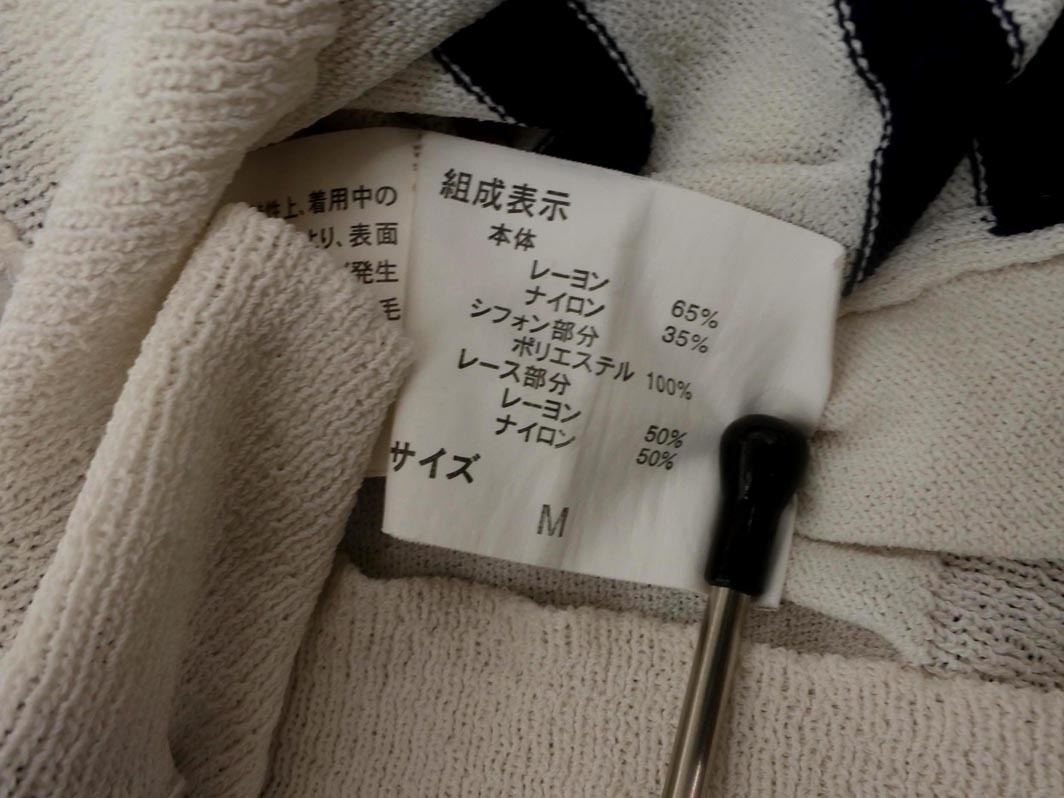 性上、着用中の
より、表面
発生
毛
組成表示
本体
レーヨン 65%
ナイロン 35%
シフォン部分
ポリエステル 100%
レース部分
レーヨン 50%
ナイロン 50%
サイズ
M